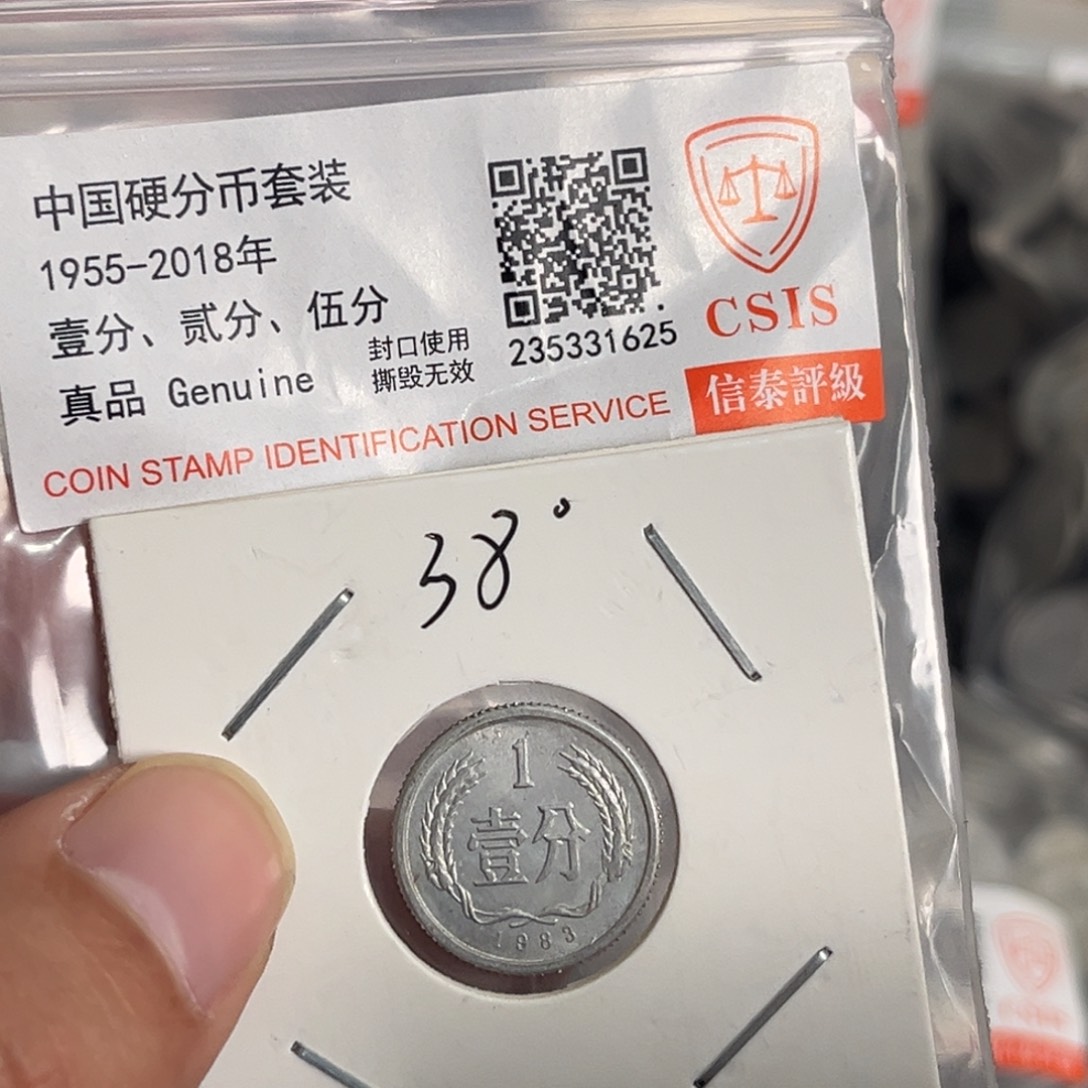 中国硬分币套装
1955-2018年
壹分、贰分、伍分
真品 Genuine
封口使用
撕毁无效
235331625
CSIS
信泰評級
COIN STAMP IDENTIFICATION SERVICE
38°
1
壹分
1983